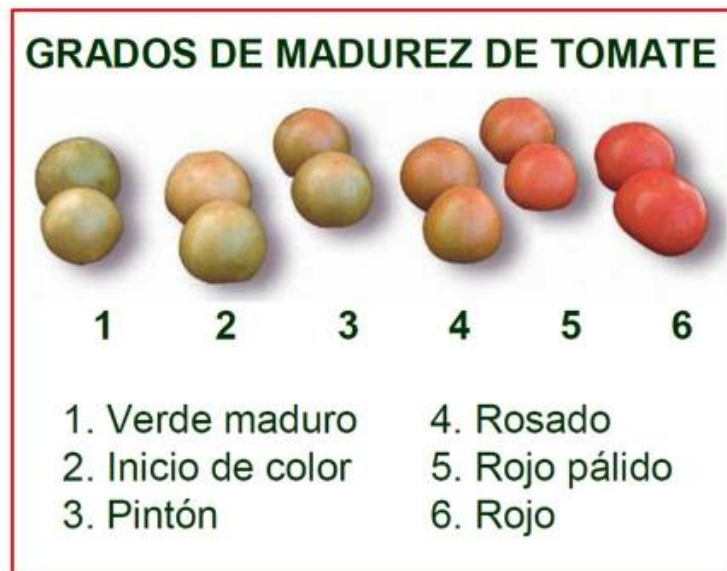 GRADOS DE MADUREZ DE TOMATE
1 2 3 4 5 6
1. Verde maduro
2. Inicio de color
3. Pintón
4. Rosado
5. Rojo pálido
6. Rojo